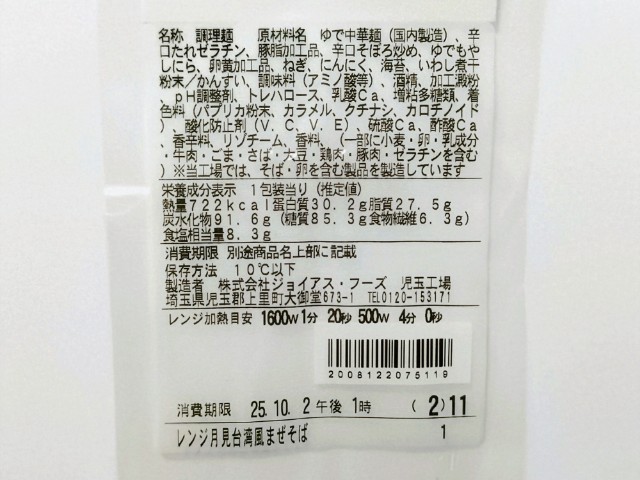 名称 調理麺 原材料名 ゆで中華麺(国内製造)、辛
口たれゼラチン、豚脂加工品、辛口そぼろ炒め、ゆでもや
しにら、卵黄加工品、ねぎ、にんにく、海苔、いわし煮干
粉末/かんすい、調味料(アミノ酸等)、酒精、加工澱粉
、pH調整剤、トレハロース、乳酸Ca、増粘多糖類、着
色料(パプリカ粉末、カラメル、クチナシ、カロチノイド
)、酸化防止剤(V.C、V.E)、硫酸Ca、酢酸Ca
、香辛料、リゾチーム、香料、(一部に小麦・卵・乳成分
・牛肉・ごま・さば・大豆・鶏肉・豚肉・ゼラチンを含む
)※当工場では、そば・卵を含む製品を製造しています
栄養成分表示 1包装当り(推定値)
熱量722kcal蛋白質30.2g脂質27.5g
炭水化物91.6g(糖質85.3g食物繊維6.3g)
食塩相当量8.3g
消費期限 別途商品名上部に記載
保存方法 10℃以下
製造者 株式会社ジョイアス・フーズ 児玉工場
埼玉県児玉郡上里町大御堂673-1 TEL0120-153171
レンジ加熱目安 1600W 1分 20秒 500W 4分 0秒
2008122075119
消費期限 25.10. 2 午後1時 (2)11
レンジ月見台湾風まぜそば 1